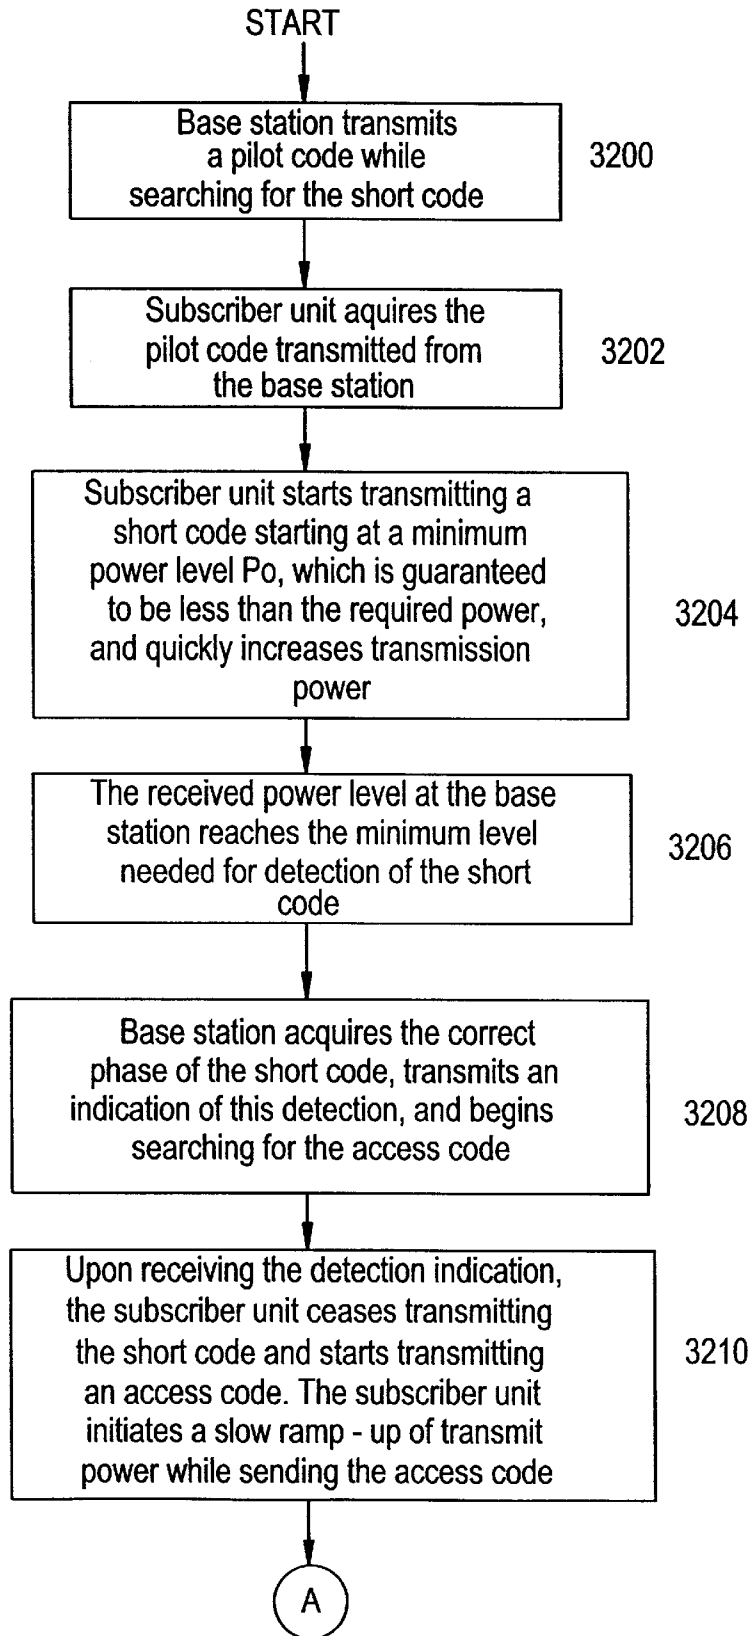 START
Base station transmits
a pilot code while
searching for the short code
3200
Subscriber unit aquires the
pilot code transmitted from
the base station
3202
Subscriber unit starts transmitting a
short code starting at a minimum
power level Po, which is guaranteed
to be less than the required power,
and quickly increases transmission
power
3204
The received power level at the base
station reaches the minimum level
needed for detection of the short
code
3206
Base station acquires the correct
phase of the short code, transmits an
indication of this detection, and begins
searching for the access code
3208
Upon receiving the detection indication,
the subscriber unit ceases transmitting
the short code and starts transmitting
an access code. The subscriber unit
initiates a slow ramp - up of transmit
power while sending the access code
3210
A